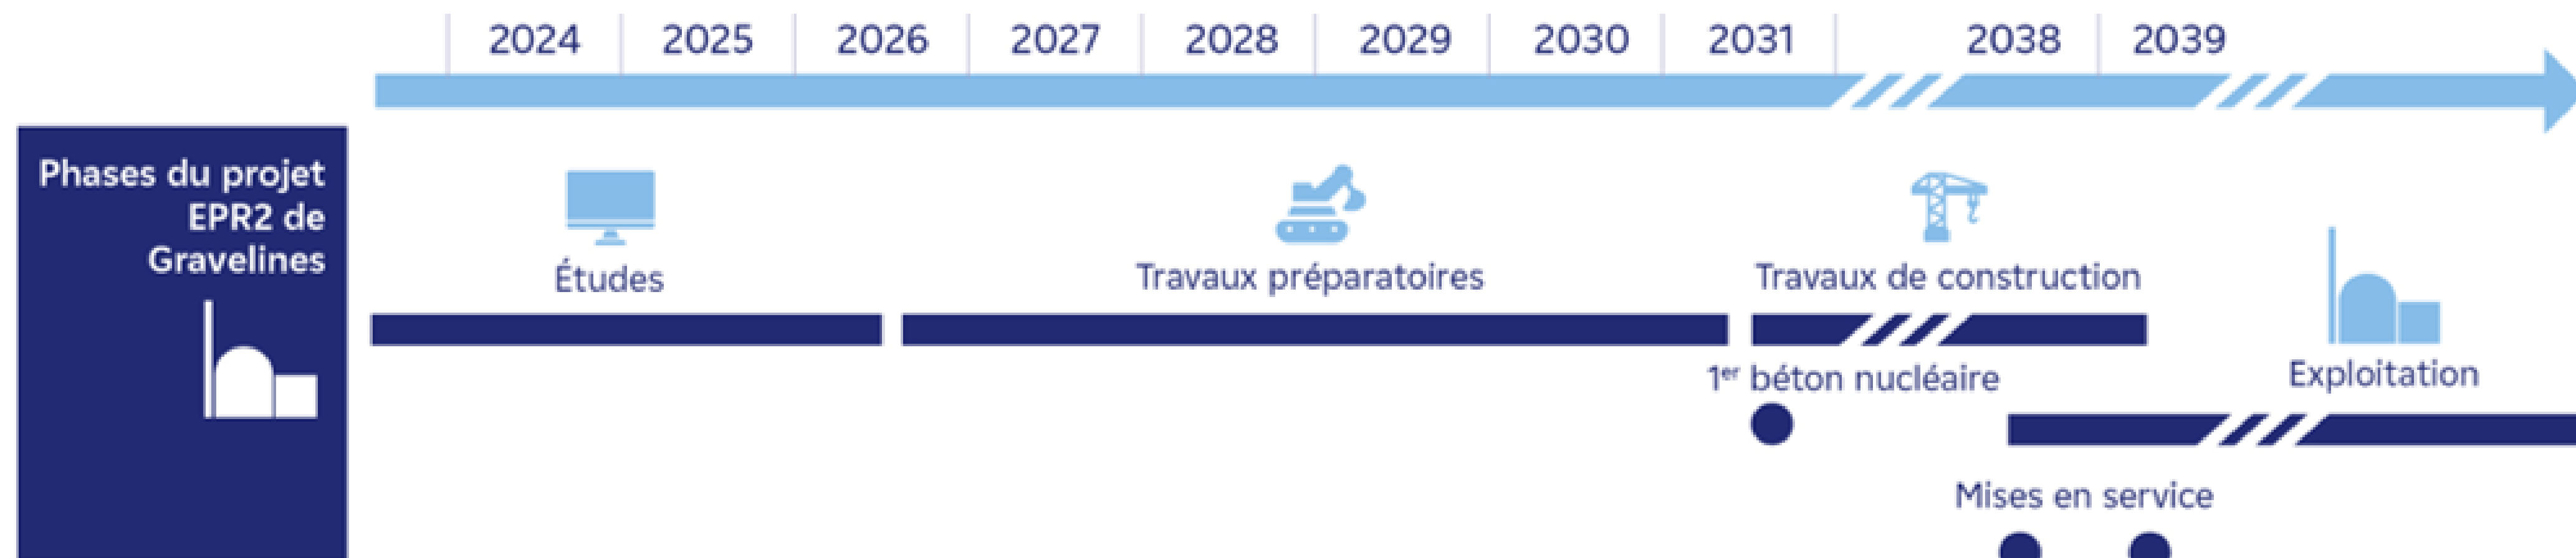 2024 2025 2026 2027 2028 2029 2030 2031 2038 2039
Phases du projet
EPR2 de
Gravelines
Études
Travaux préparatoires
Travaux de construction
1er béton nucléaire
Exploitation
Mises en service